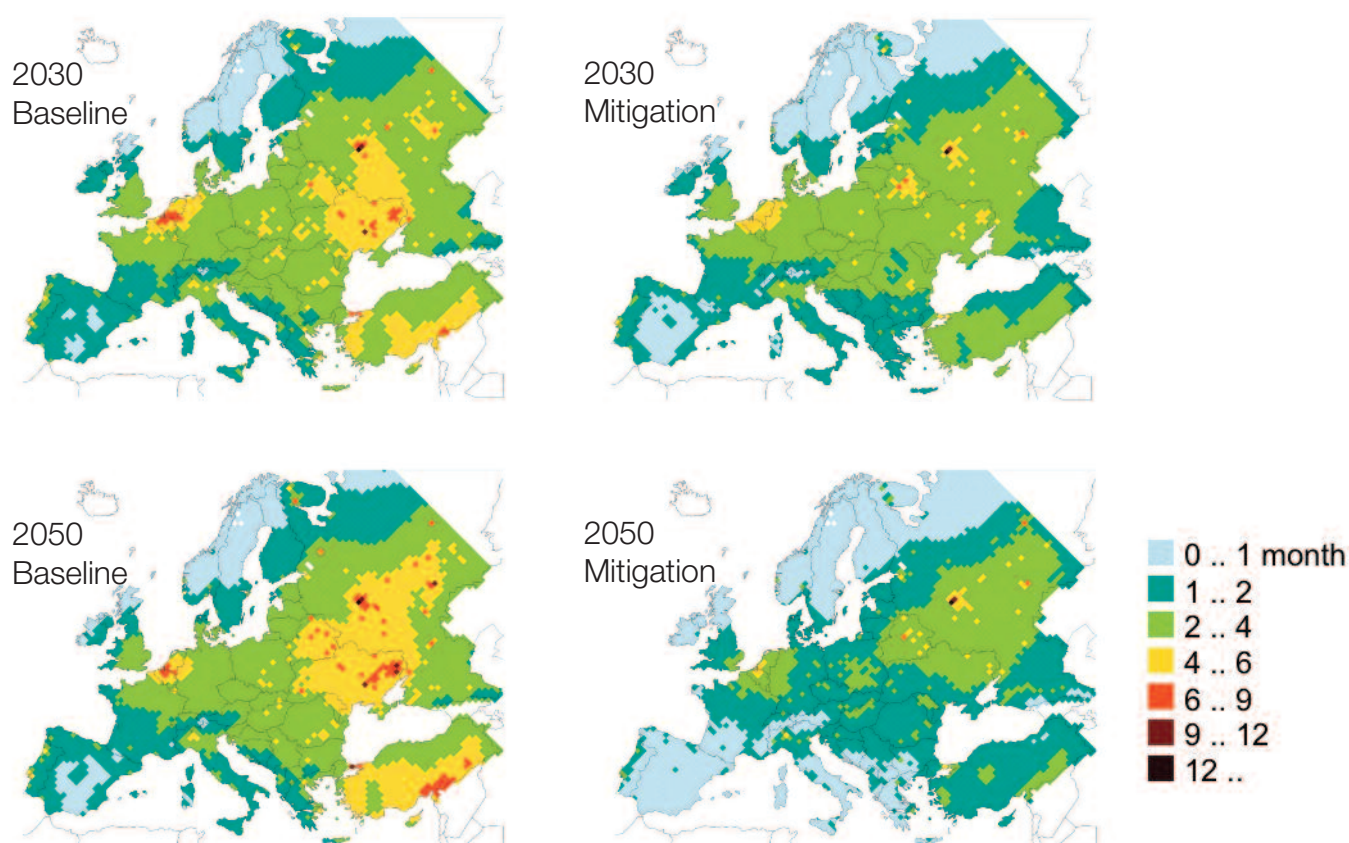 2030
Baseline
2030
Mitigation
2050
Baseline
2050
Mitigation
0 .. 1 month
1 .. 2
2 .. 4
4 .. 6
6 .. 9
9 .. 12
12 ..